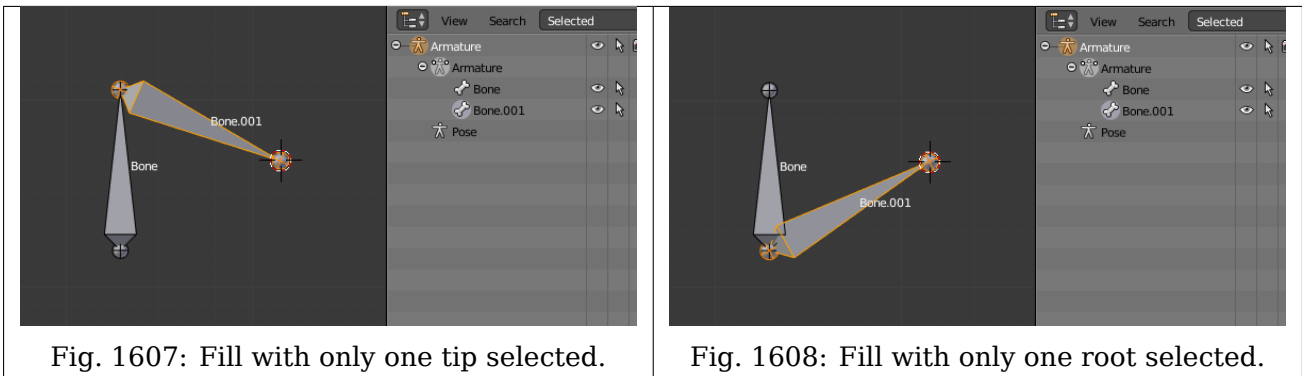 View Search Selected
Armature
Armature
Bone
Bone.001
Pose
Bone.001
Bone
Fig. 1607: Fill with only one tip selected.
View Search Selected
Armature
Armature
Bone
Bone.001
Pose
Bone
Bone.001
Fig. 1608: Fill with only one root selected.